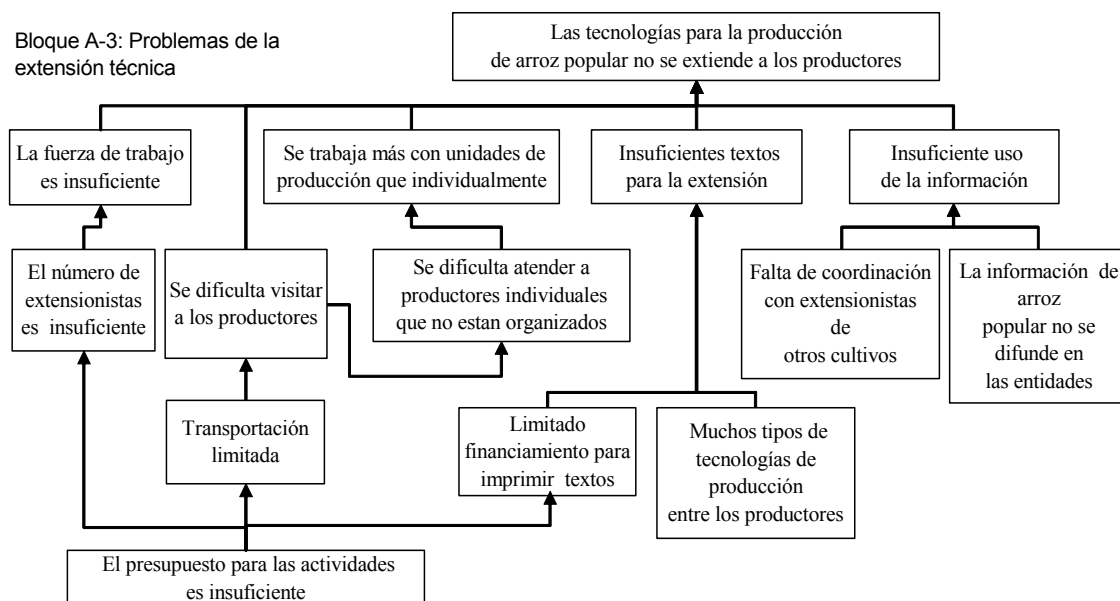 Bloque A-3: Problemas de la
extensión técnica
Las tecnologías para la producción
de arroz popular no se extiende a los productores
La fuerza de trabajo
es insuficiente
Se trabaja más con unidades de
producción que individualmente
Insuficientes textos
para la extensión
Insuficiente uso
de la información
El número de
extensionistas
es insuficiente
Se dificulta visitar
a los productores
Se dificulta atender a
productores individuales
que no estan organizados
Falta de coordinación
con extensionistas
de
otros cultivos
La información de
arroz
popular no se
difunde en
las entidades
Transportación
limitada
Limitado
financiamiento para
imprimir textos
Muchos tipos de
tecnologías de
producción
entre los productores
El presupuesto para las actividades
es insuficiente